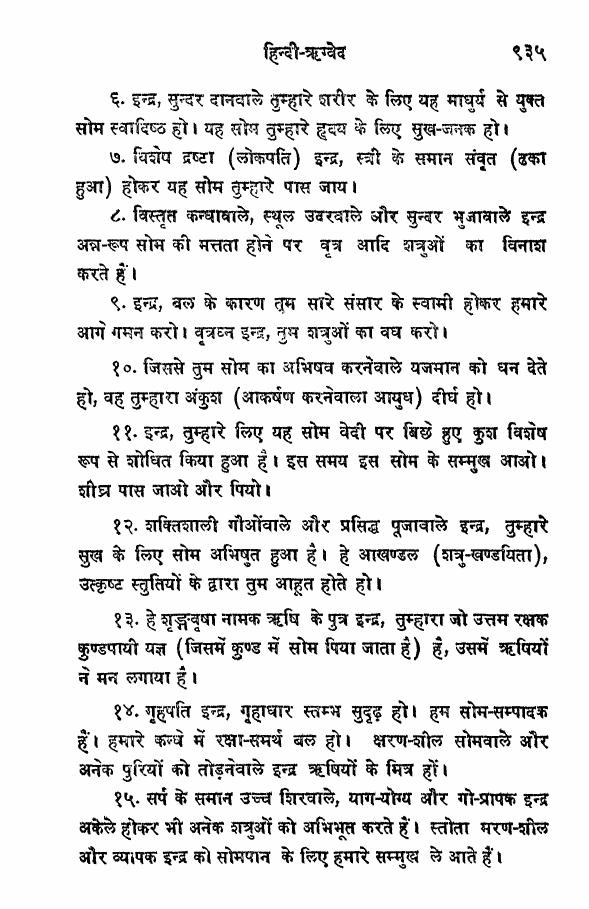 हिन्दी-ऋग्वेद ९३५
६. इन्द्र, सुन्दर दानवाले तुम्हारे शरीर के लिए यह माधुर्य से युक्त
सोम स्वादिष्ठ हो। यह सोम तुम्हारे हृदय के लिए सुख-जनक हो।
७. विशेष द्रष्टा (लोकपति) इन्द्र, स्त्री के समान संवृत (ढका
हुआ) होकर यह सोम तुम्हारे पास जाय।
८. विस्तृत कन्धावाले, स्थूल उदरवाले और सुन्दर भुजावाले इन्द्र
अन्न-रूप सोम की मत्तता होने पर वृत्र आदि शत्रुओं का विनाश
करते हैं।
९. इन्द्र, बल के कारण तुम सारे संसार के स्वामी होकर हमारे
आगे गमन करो। वृत्रघ्न इन्द्र, तुम शत्रुओं का वध करो।
१०. जिससे तुम सोम का अभिषव करनेवाले यजमान को धन देते
हो, वह तुम्हारा अंकुश (आकर्षण करनेवाला आयुध) दीर्घ हो।
११. इन्द्र, तुम्हारे लिए यह सोम वेदी पर बिछे हुए कुश विशेष
रूप से शोधित किया हुआ है। इस समय इस सोम के सम्मुख आओ।
शीघ्र पास जाओ और पियो।
१२. शक्तिशाली गौओंवाले और प्रसिद्ध पूजावाले इन्द्र, तुम्हारे
सुख के लिए सोम अभिषुत हुआ है। हे आखण्डल (शत्रु-खण्डयिता),
उत्कृष्ट स्तुतियों के द्वारा तुम आहूत होते हो।
१३. हे शृङ्गवृषा नामक ऋषि के पुत्र इन्द्र, तुम्हारा जो उत्तम रक्षक
कुण्डपायी यज्ञ (जिसमें कुण्ड में सोम पिया जाता है) है, उसमें ऋषियों
ने मन लगाया है।
१४. गृहपति इन्द्र, गृहाधार स्तम्भ सुदृढ़ हो। हम सोम-सम्पादक
हैं। हमारे कन्धे में रक्षा-समर्थ बल हो। क्षरण-शील सोमवाले और
अनेक पुरियों को तोड़नेवाले इन्द्र ऋषियों के मित्र हों।
१५. सर्प के समान उच्च शिरवाले, याग-योग्य और गो-प्रापक इन्द्र
अकेले होकर भी अनेक शत्रुओं को अभिभूत करते हैं। स्तोता मरण-शील
और व्यापक इन्द्र को सोमपान के लिए हमारे सम्मुख ले आते हैं।